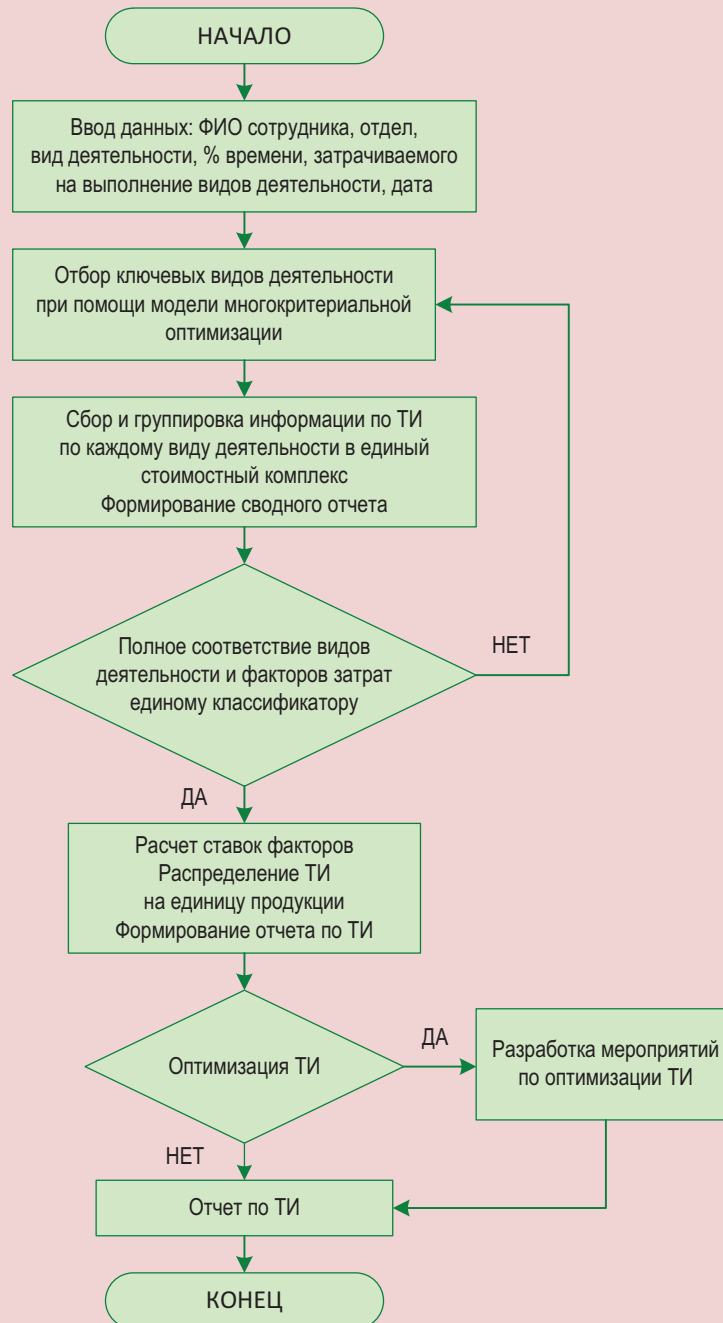 НАЧАЛО
Ввод данных: ФИО сотрудника, отдел,
вид деятельности, % времени, затрачиваемого
на выполнение видов деятельности, дата
Отбор ключевых видов деятельности
при помощи модели многокритериальной
оптимизации
Сбор и группировка информации по ТИ
по каждому виду деятельности в единый
стоимостный комплекс
Формирование сводного отчета
Полное соответствие видов
деятельности и факторов затрат
единому классификатору
НЕТ
ДА
Расчет ставок факторов
Распределение ТИ
на единицу продукции
Формирование отчета по ТИ
Оптимизация ТИ
ДА
Разработка мероприятий
по оптимизации ТИ
НЕТ
Отчет по ТИ
КОНЕЦ